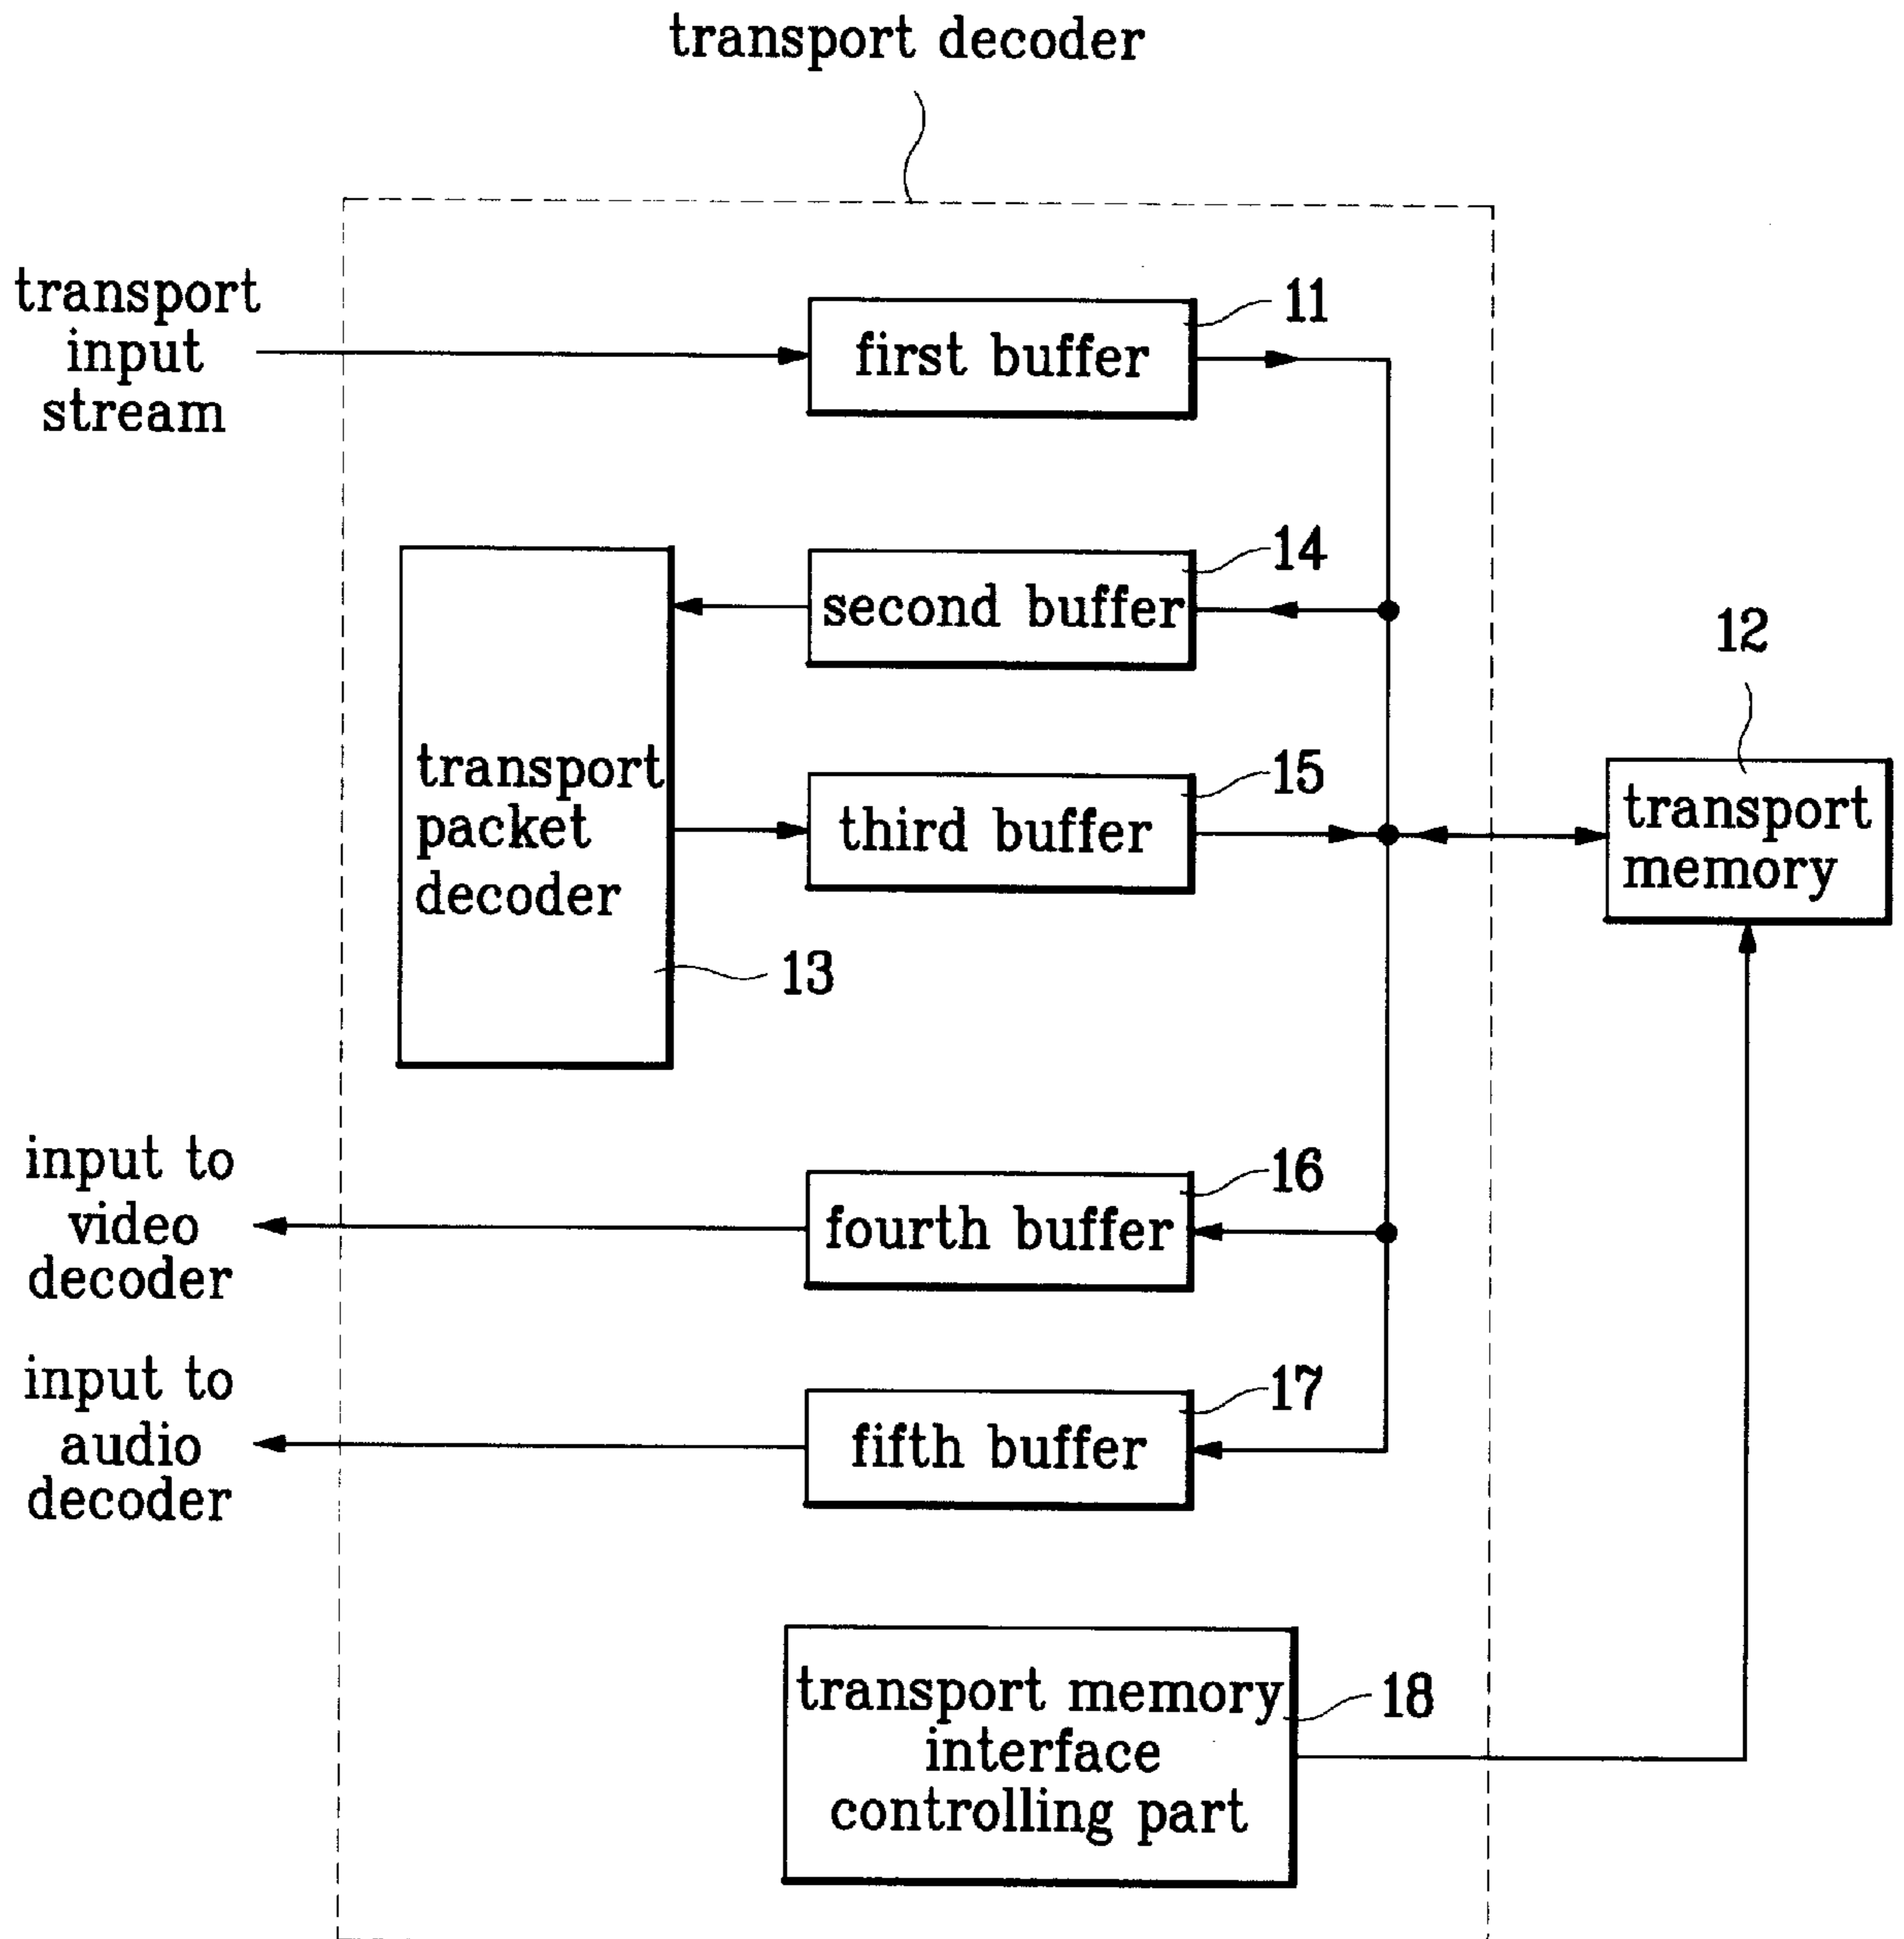 transport decoder
transport
input
stream
first buffer
11
second buffer
14
12
transport
packet
decoder
13
third buffer
15
transport
memory
input to
video
decoder
fourth buffer
16
input to
audio
decoder
fifth buffer
17
transport memory
interface
controlling part
18